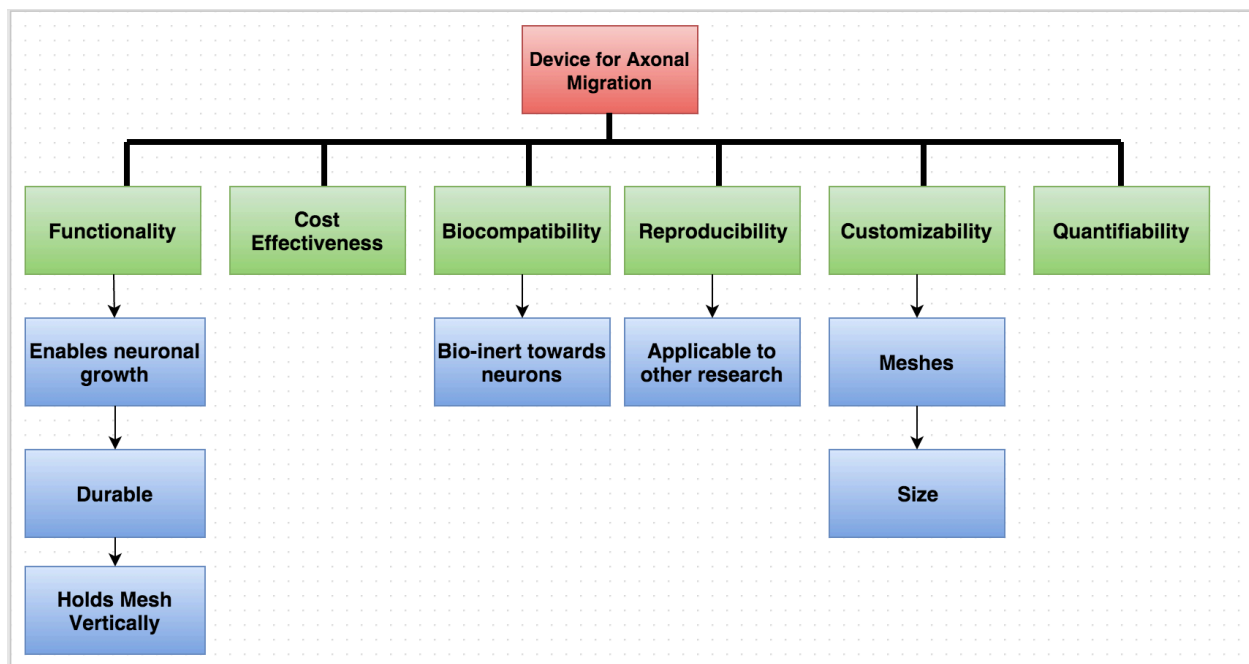 Device for Axonal
Migration
Functionality
Cost
Effectiveness
Biocompatibility
Reproducibility
Customizability
Quantifiability
Enables neuronal
growth
Bio-inert towards
neurons
Applicable to
other research
Meshes
Durable
Size
Holds Mesh
Vertically